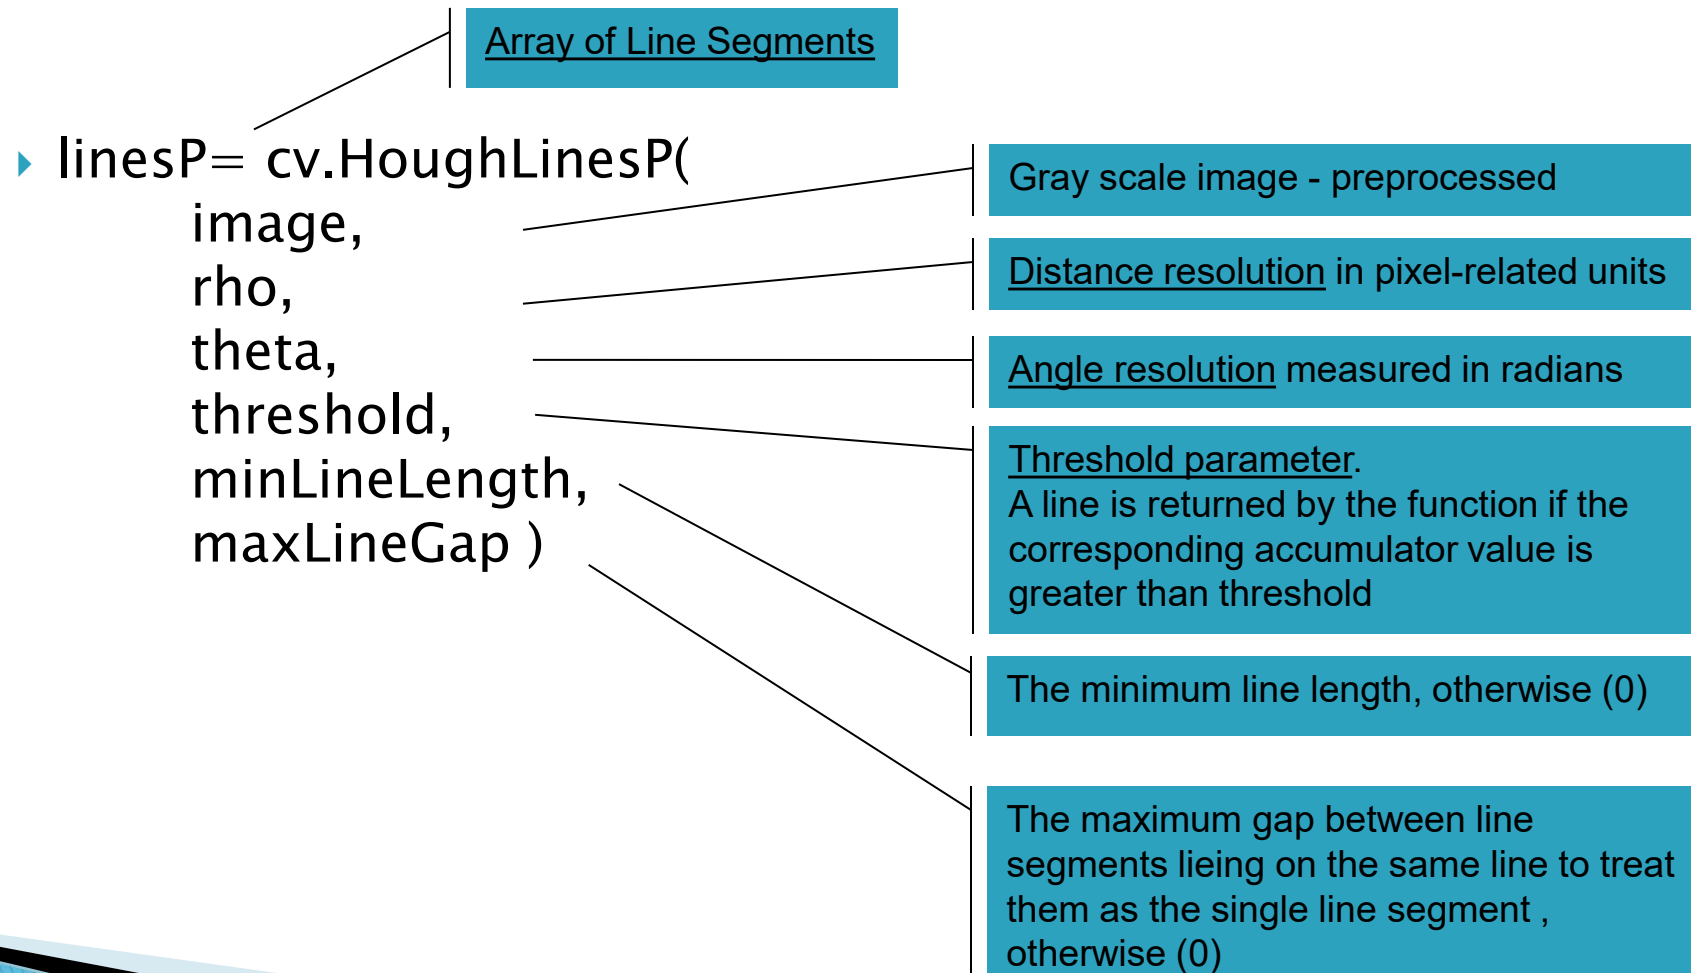 Array of Line Segments
linesP= cv.HoughLinesP(
image,
rho,
theta,
threshold,
minLineLength,
maxLineGap )
Gray scale image - preprocessed
Distance resolution in pixel-related units
Angle resolution measured in radians
Threshold parameter.
A line is returned by the function if the
corresponding accumulator value is
greater than threshold
The minimum line length, otherwise (0)
The maximum gap between line
segments lieing on the same line to treat
them as the single line segment ,
otherwise (0)